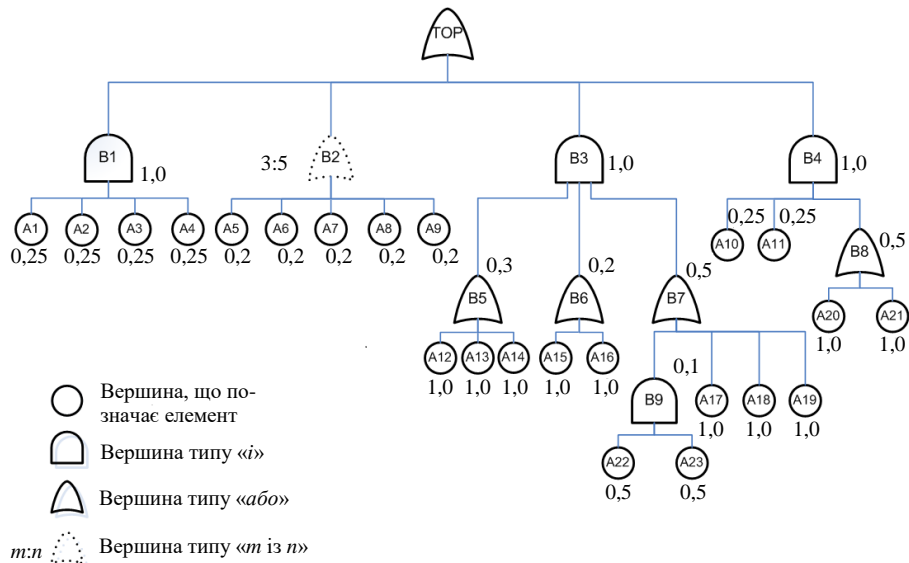 TOP
B1
1,0
3:5
B2
B3
1,0
B4
1,0
A1
A2
A3
A4
A5
A6
A7
A8
A9
0,25
0,25
0,25
0,25
0,2
0,2
0,2
0,2
0,2
A10
0,25
A11
0,25
B8
0,5
B5
0,3
B6
0,2
B7
0,5
A20
A21
1,0
1,0
A12
A13
A14
A15
A16
1,0
1,0
1,0
1,0
1,0
0,1
B9
A17
A18
A19
1,0
1,0
1,0
A22
A23
0,5
0,5
Вершина, що по-
значає елемент
Вершина типу «і»
Вершина типу «або»
m:n
Вершина типу «m із n»